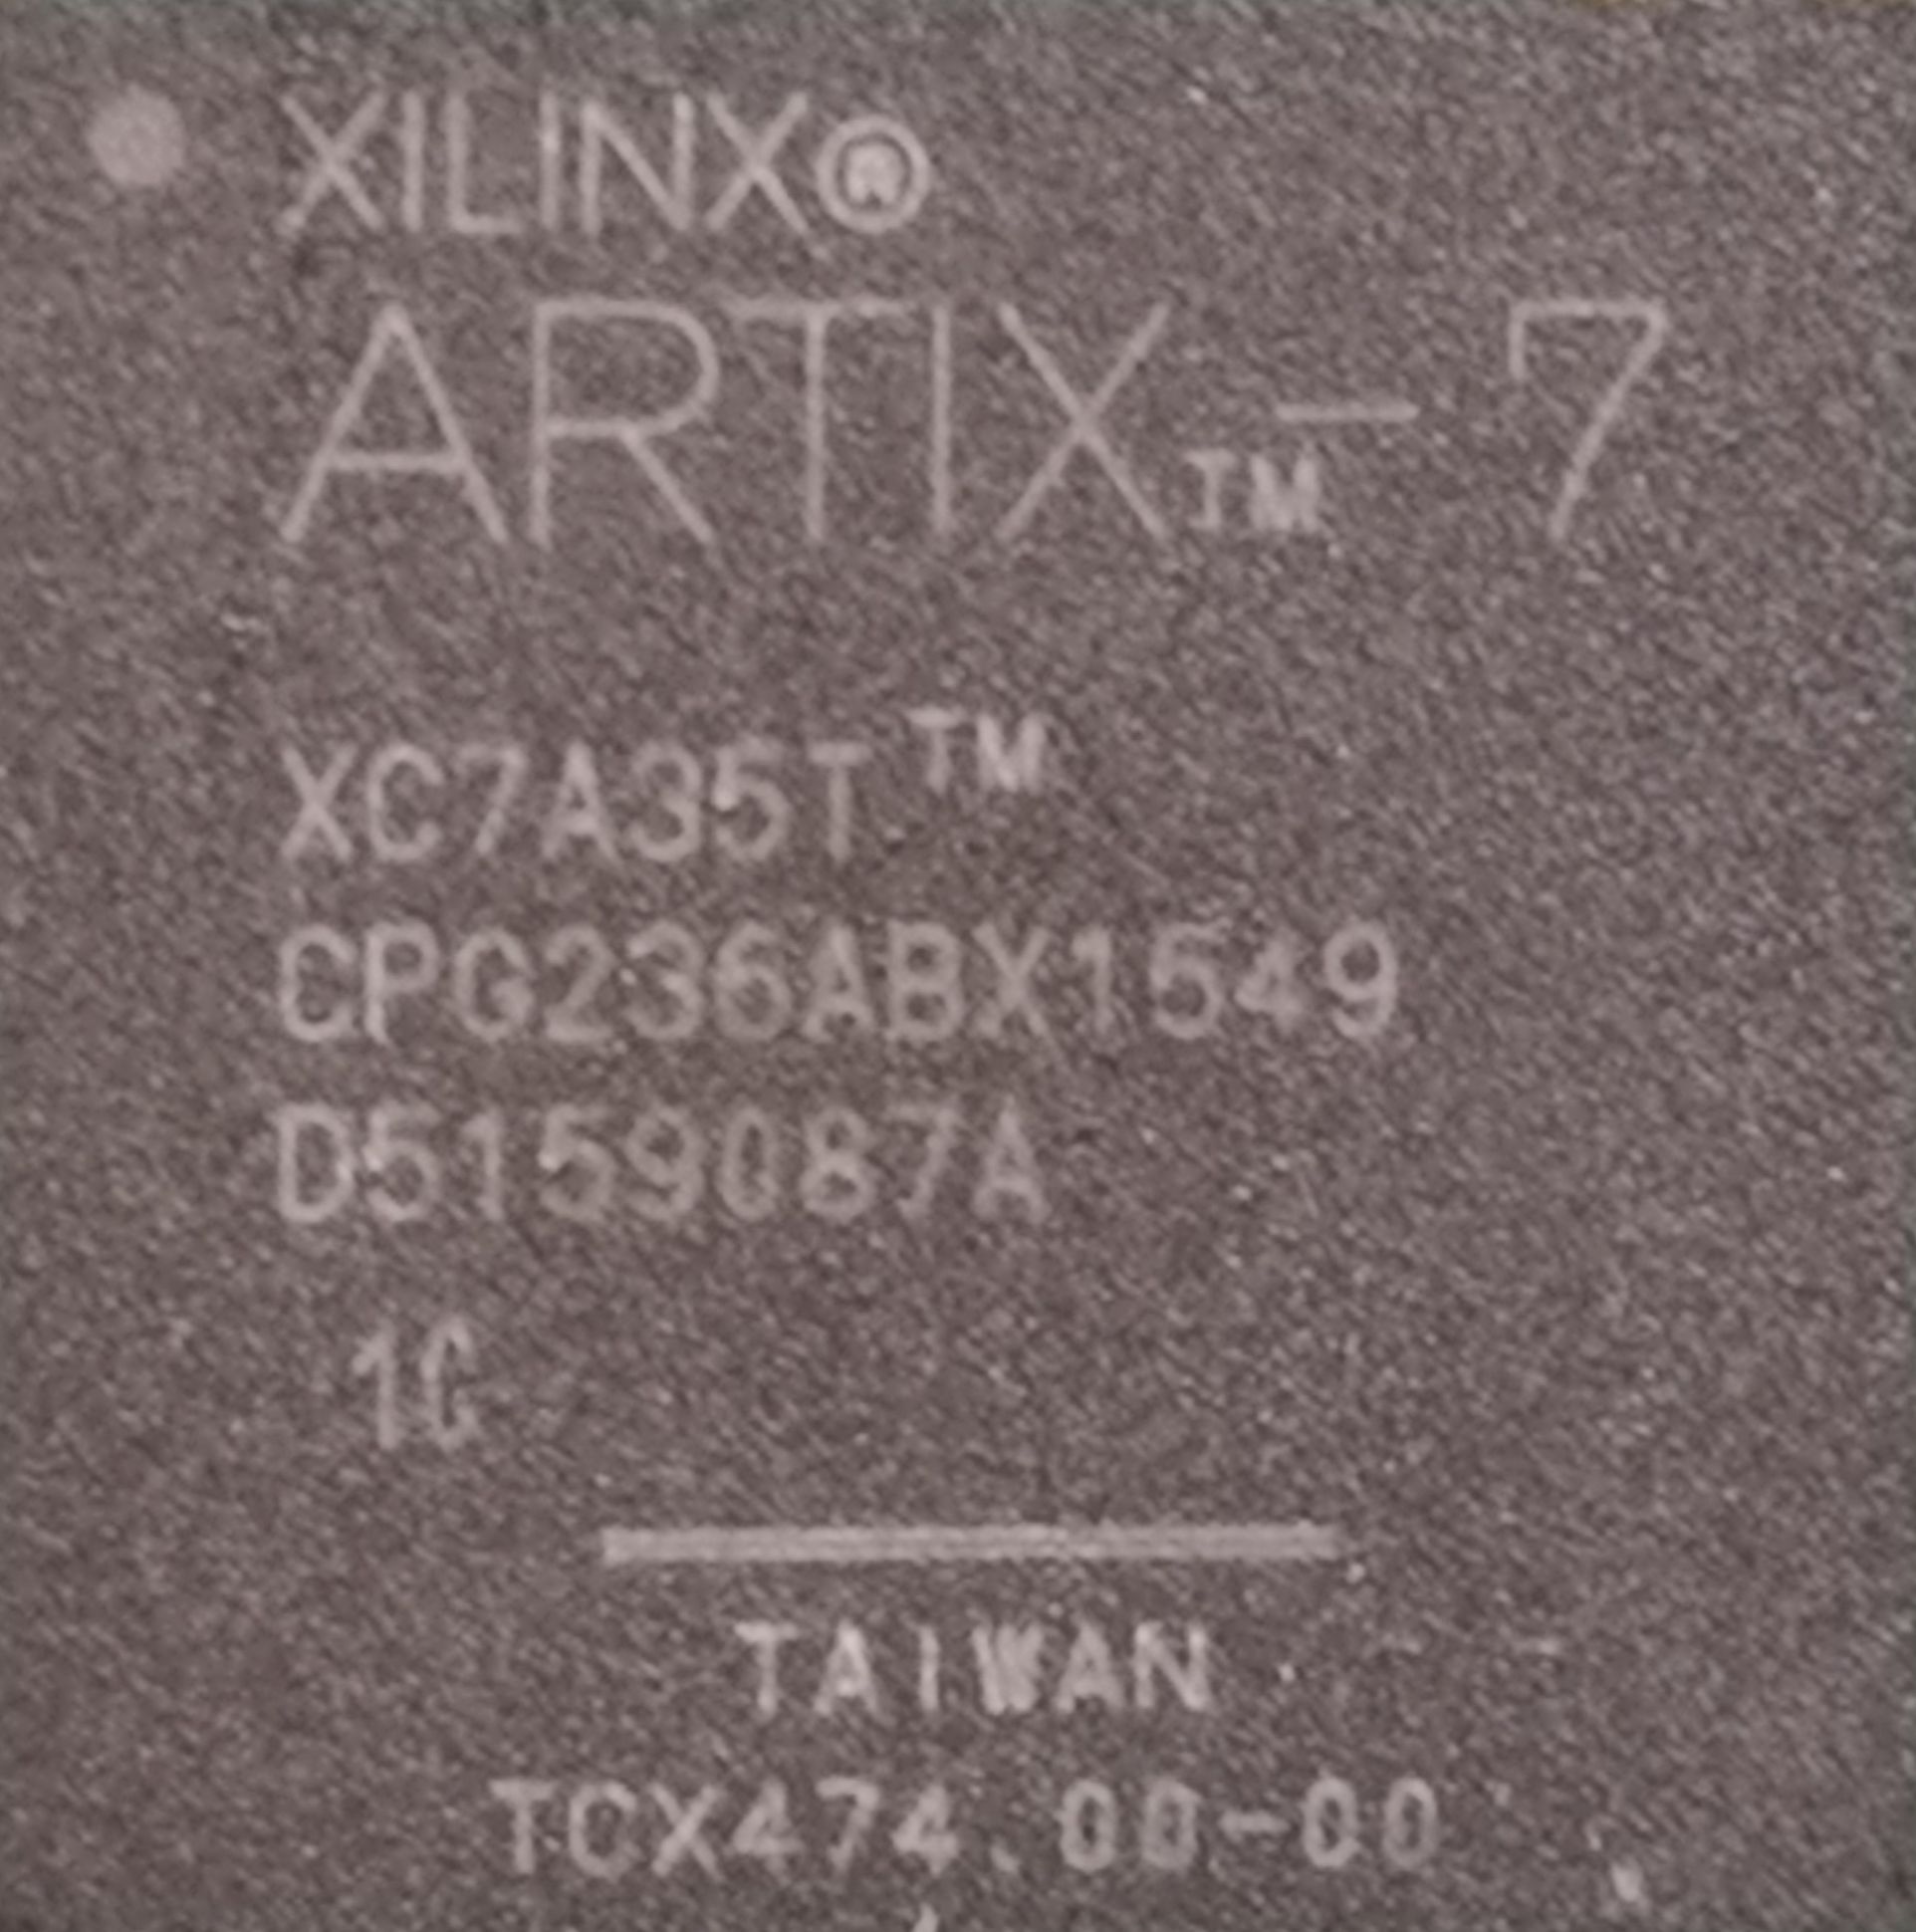 XILINX®
ARTIX™-7
XC7A35T™
CPG236ABX1549
D5159087A
1C
TAIWAN
TCX474.00-00